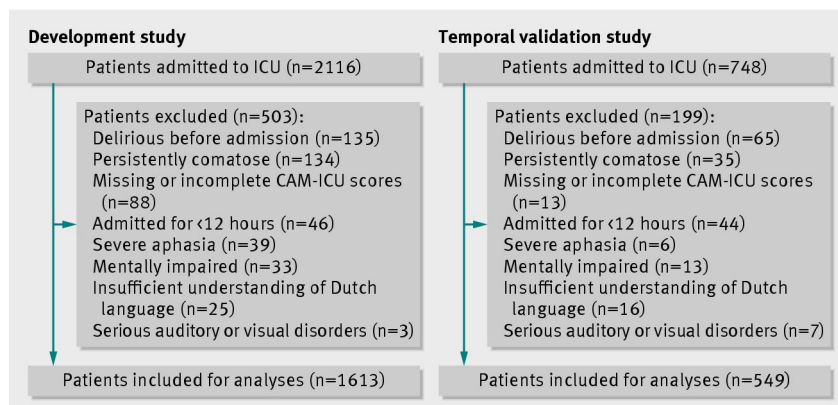 Development study
Patients admitted to ICU (n=2116)
Patients excluded (n=503):
Delirious before admission (n=135)
Persistently comatose (n=134)
Missing or incomplete CAM-ICU scores
(n=88)
Admitted for <12 hours (n=46)
Severe aphasia (n=39)
Mentally impaired (n=33)
Insufficient understanding of Dutch
language (n=25)
Serious auditory or visual disorders (n=3)
Patients included for analyses (n=1613)
Temporal validation study
Patients admitted to ICU (n=748)
Patients excluded (n=199):
Delirious before admission (n=65)
Persistently comatose (n=35)
Missing or incomplete CAM-ICU scores
(n=13)
Admitted for <12 hours (n=44)
Severe aphasia (n=6)
Mentally impaired (n=13)
Insufficient understanding of Dutch
language (n=16)
Serious auditory or visual disorders (n=7)
Patients included for analyses (n=549)